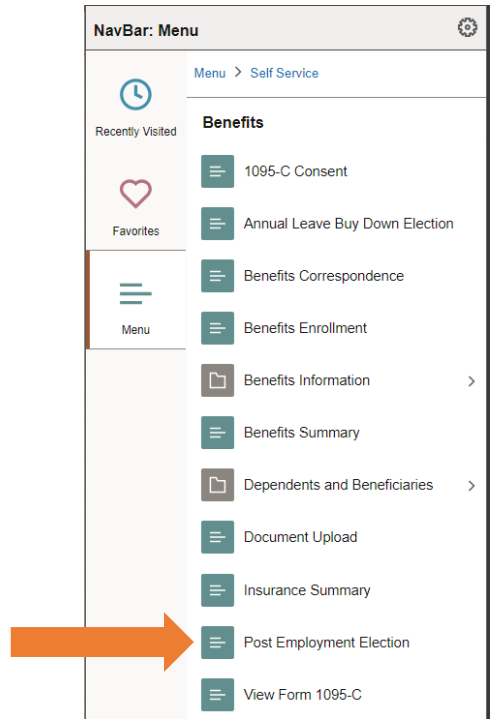 NavBar: Menu
Recently Visited
Favorites
Menu
Menu > Self Service
Benefits
1095-C Consent
Annual Leave Buy Down Election
Benefits Correspondence
Benefits Enrollment
Benefits Information
Benefits Summary
Dependents and Beneficiaries
Document Upload
Insurance Summary
Post Employment Election
View Form 1095-C